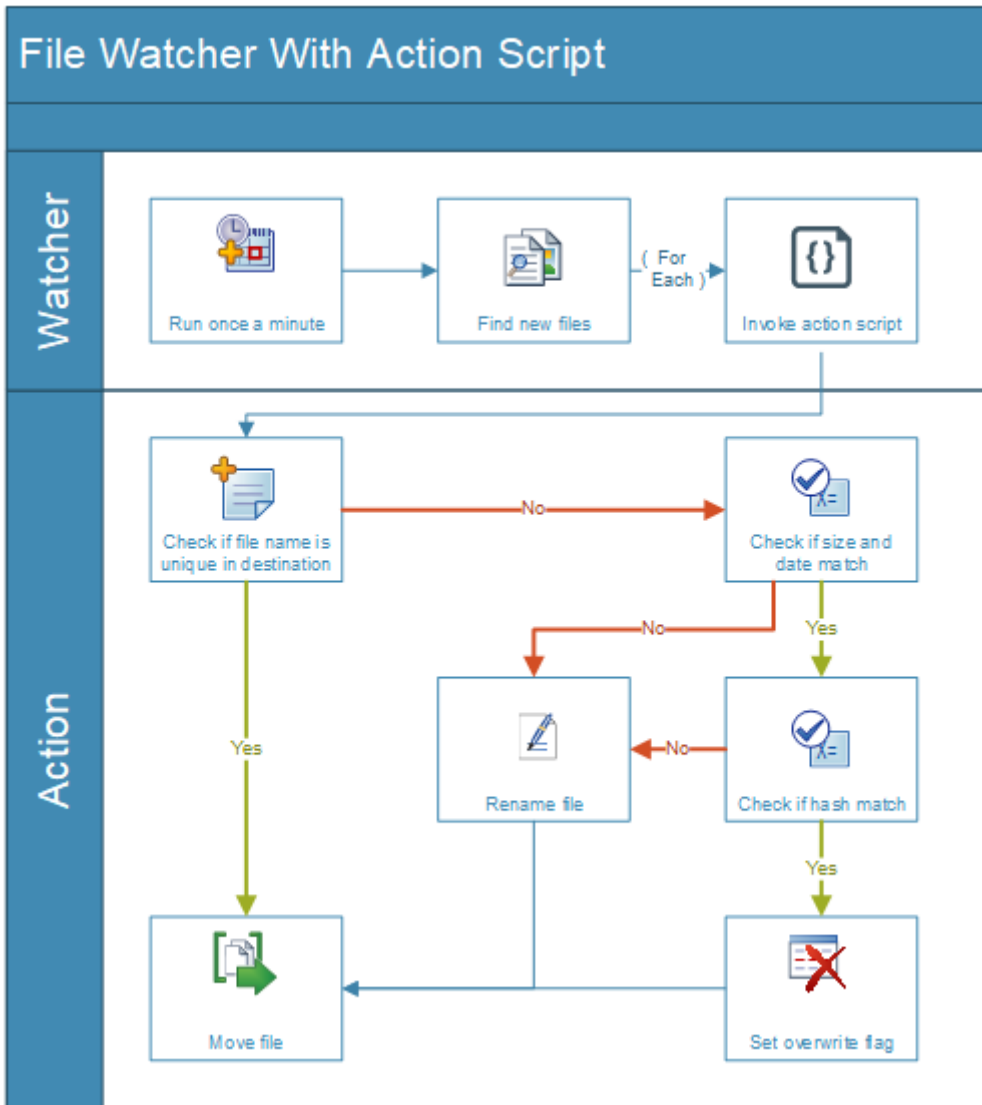 File Watcher With Action Script
Watcher
Run once a minute
Find new files
( For
Each )
{}
Invoke action script
Action
Check if file name is
unique in destination
No
λ=
Check if size and
date match
No
Yes
Yes
Rename file
No
λ=
Check if hash match
Yes
Move file
Set overwrite flag